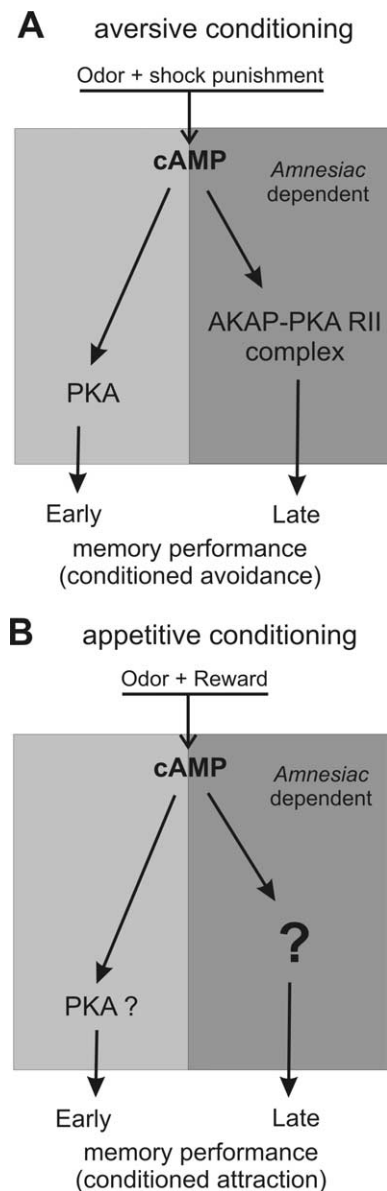 A aversive conditioning
Odor + shock punishment
cAMP
Amnesiac
dependent
AKAP-PKA RII
complex
PKA
Early Late
memory performance
(conditioned avoidance)
B appetitive conditioning
Odor + Reward
cAMP
Amnesiac
dependent
?
PKA ?
Early Late
memory performance
(conditioned attraction)